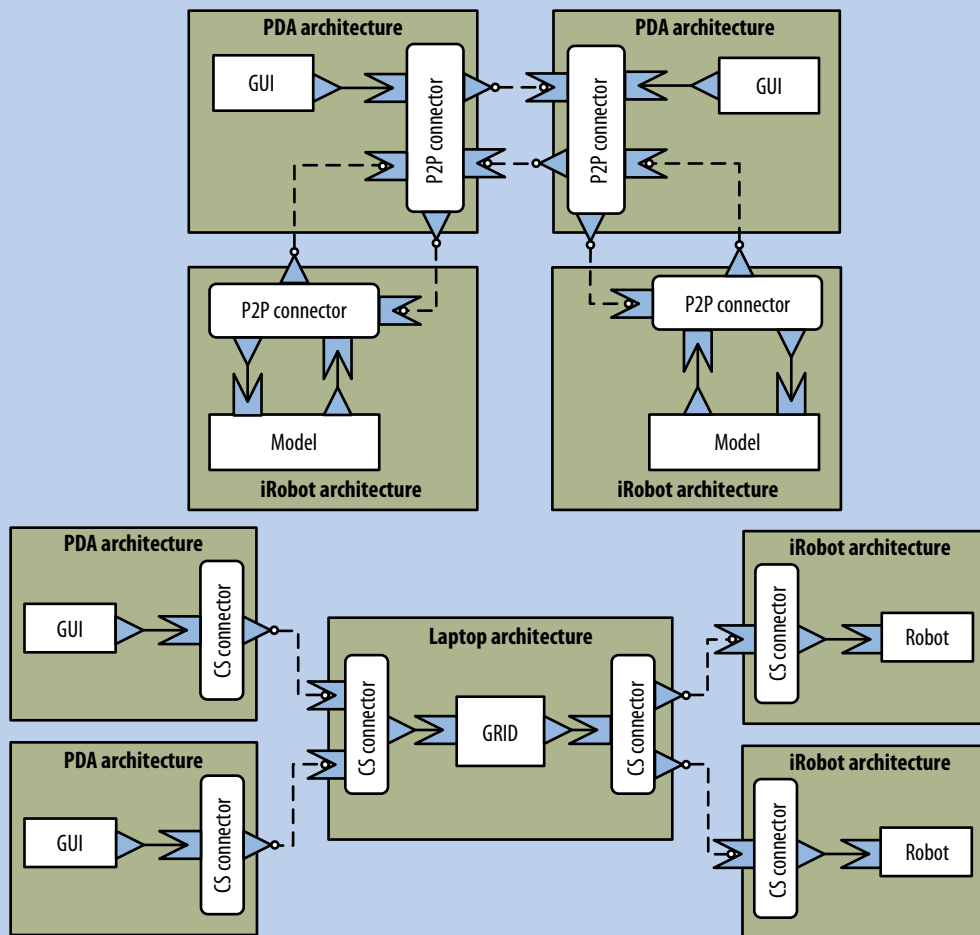 PDA architecture
PDA architecture
GUI
P2P connector
P2P connector
GUI
P2P connector
P2P connector
Model
Model
iRobot architecture
iRobot architecture
PDA architecture
iRobot architecture
GUI
CS connector
CS connector
Robot
Laptop architecture
CS connector
GRID
CS connector
PDA architecture
iRobot architecture
GUI
CS connector
CS connector
Robot